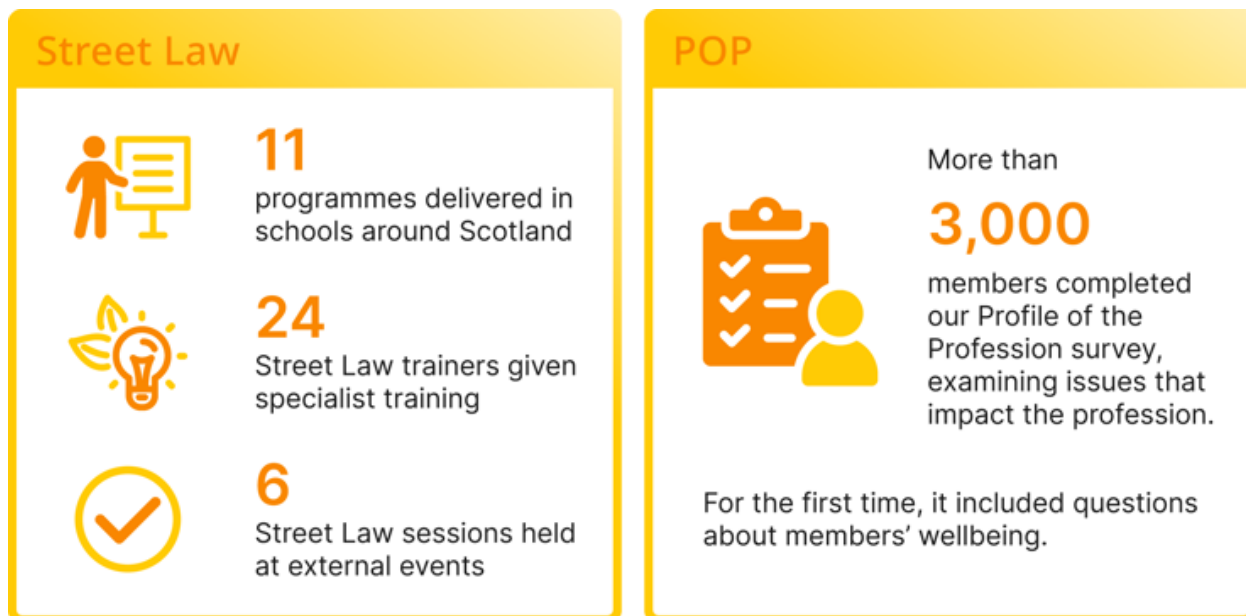 Street Law
11
programmes delivered in
schools around Scotland
24
Street Law trainers given
specialist training
6
Street Law sessions held
at external events
POP
More than
3,000
members completed
our Profile of the
Profession survey,
examining issues that
impact the profession.
For the first time, it included questions
about members’ wellbeing.